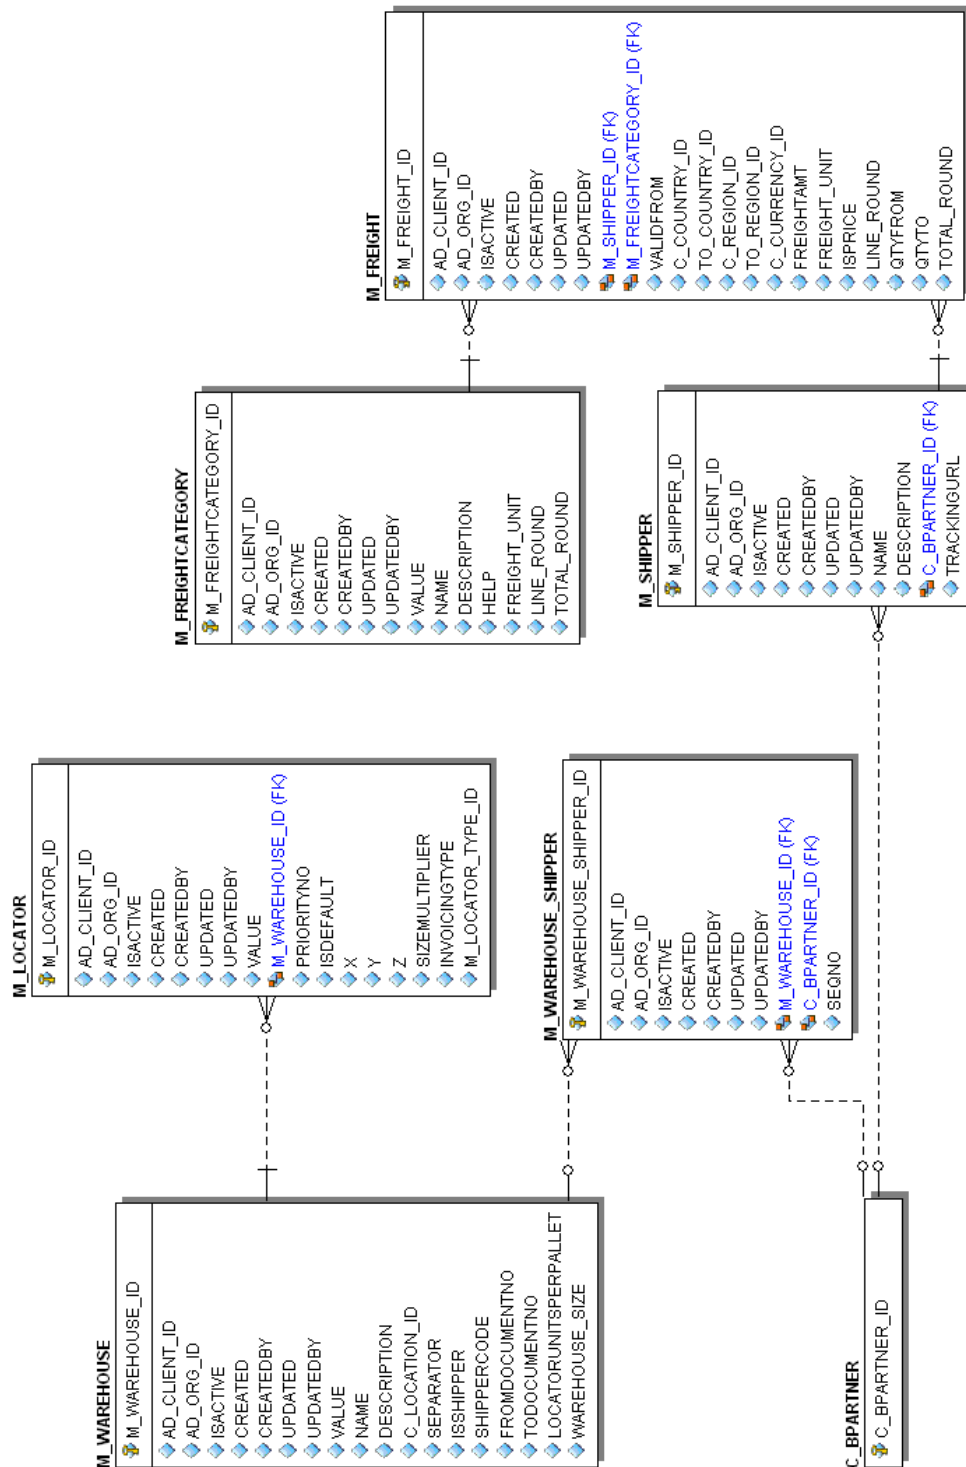 M_WAREHOUSE
M_WAREHOUSE_ID
AD_CLIENT_ID
AD_ORG_ID
ISACTIVE
CREATED
CREATEDBY
UPDATED
UPDATEDBY
VALUE
NAME
DESCRIPTION
C_LOCATION_ID
SEPARATOR
ISSHIPPER
SHIPPERCODE
FROMDOCUMENTNO
TODOCUMENTNO
LOCATORUNITSPERPALLET
WAREHOUSE_SIZE
M_LOCATOR
M_LOCATOR_ID
AD_CLIENT_ID
AD_ORG_ID
ISACTIVE
CREATED
CREATEDBY
UPDATED
UPDATEDBY
VALUE
M_WAREHOUSE_ID (FK)
PRIORITYNO
ISDEFAULT
X
Y
Z
SIZEMULTIPLIER
INVOICINGTYPE
M_LOCATOR_TYPE_ID
M_FREIGHTCATEGORY
M_FREIGHTCATEGORY_ID
AD_CLIENT_ID
AD_ORG_ID
ISACTIVE
CREATED
CREATEDBY
UPDATED
UPDATEDBY
VALUE
NAME
DESCRIPTION
HELP
FREIGHT_UNIT
LINE_ROUND
TOTAL_ROUND
M_FREIGHT
M_FREIGHT_ID
AD_CLIENT_ID
AD_ORG_ID
ISACTIVE
CREATED
CREATEDBY
UPDATED
UPDATEDBY
M_SHIPPER_ID (FK)
M_FREIGHTCATEGORY_ID (FK)
VALIDFROM
C_COUNTRY_ID
TO_COUNTRY_ID
C_REGION_ID
TO_REGION_ID
C_CURRENCY_ID
FREIGHTAMT
FREIGHT_UNIT
ISPRICE
LINE_ROUND
QTYFROM
QTYTO
TOTAL_ROUND
C_BPARTNER
C_BPARTNER_ID
M_WAREHOUSE_SHIPPER
M_WAREHOUSE_SHIPPER_ID
AD_CLIENT_ID
AD_ORG_ID
ISACTIVE
CREATED
CREATEDBY
UPDATED
UPDATEDBY
M_WAREHOUSE_ID (FK)
C_BPARTNER_ID (FK)
SEQNO
M_SHIPPER
M_SHIPPER_ID
AD_CLIENT_ID
AD_ORG_ID
ISACTIVE
CREATED
CREATEDBY
UPDATED
UPDATEDBY
NAME
DESCRIPTION
C_BPARTNER_ID (FK)
TRACKINGURL